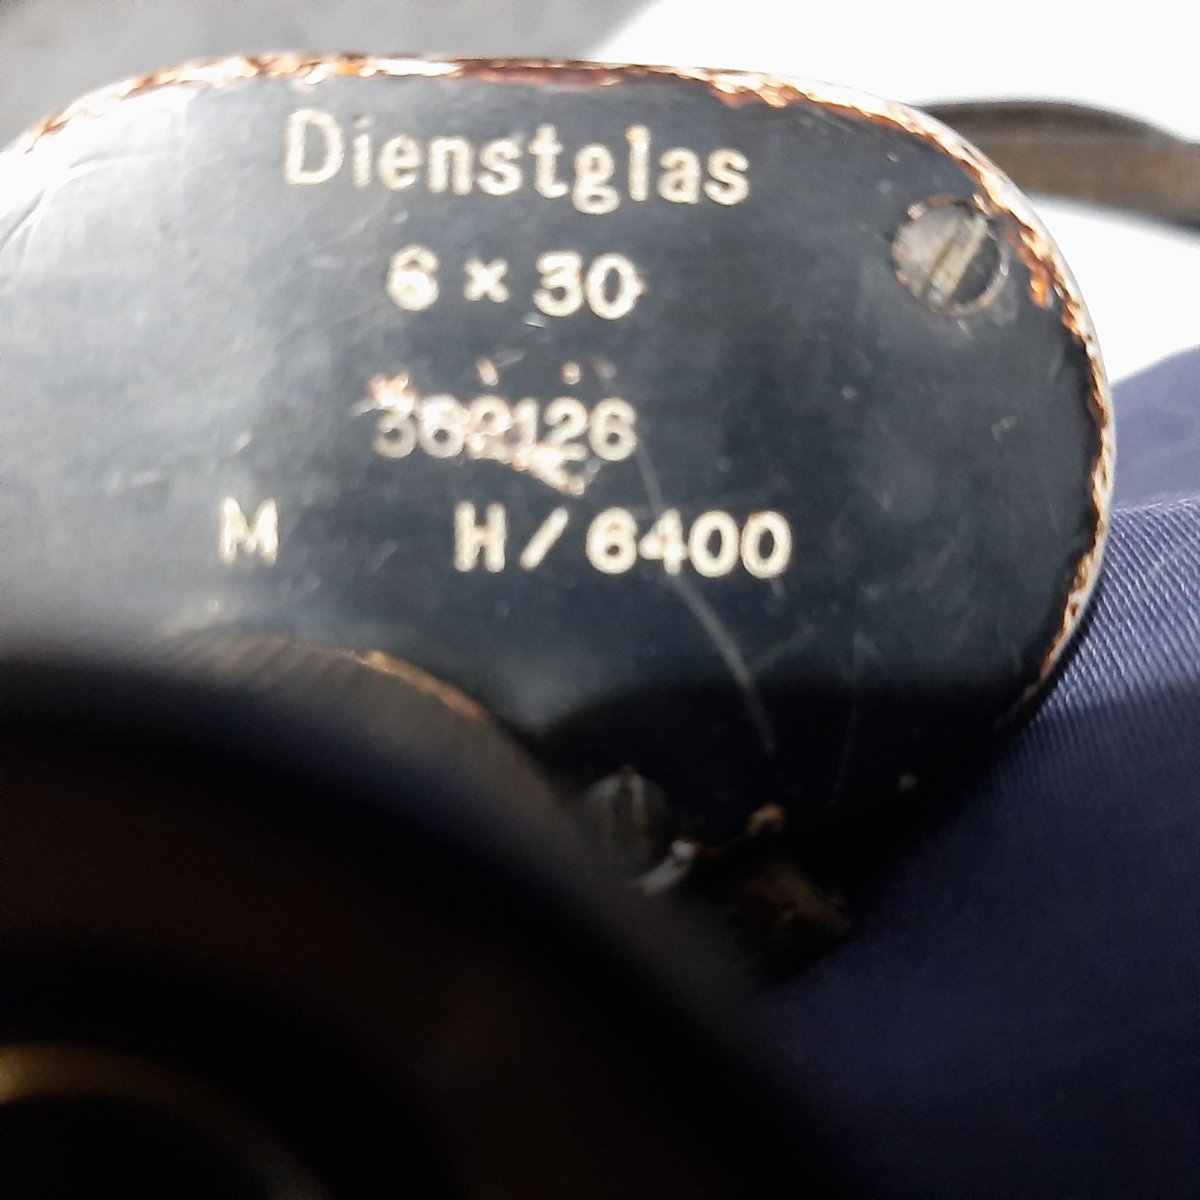 Dienstglas
6 × 30
362126
M H/6400